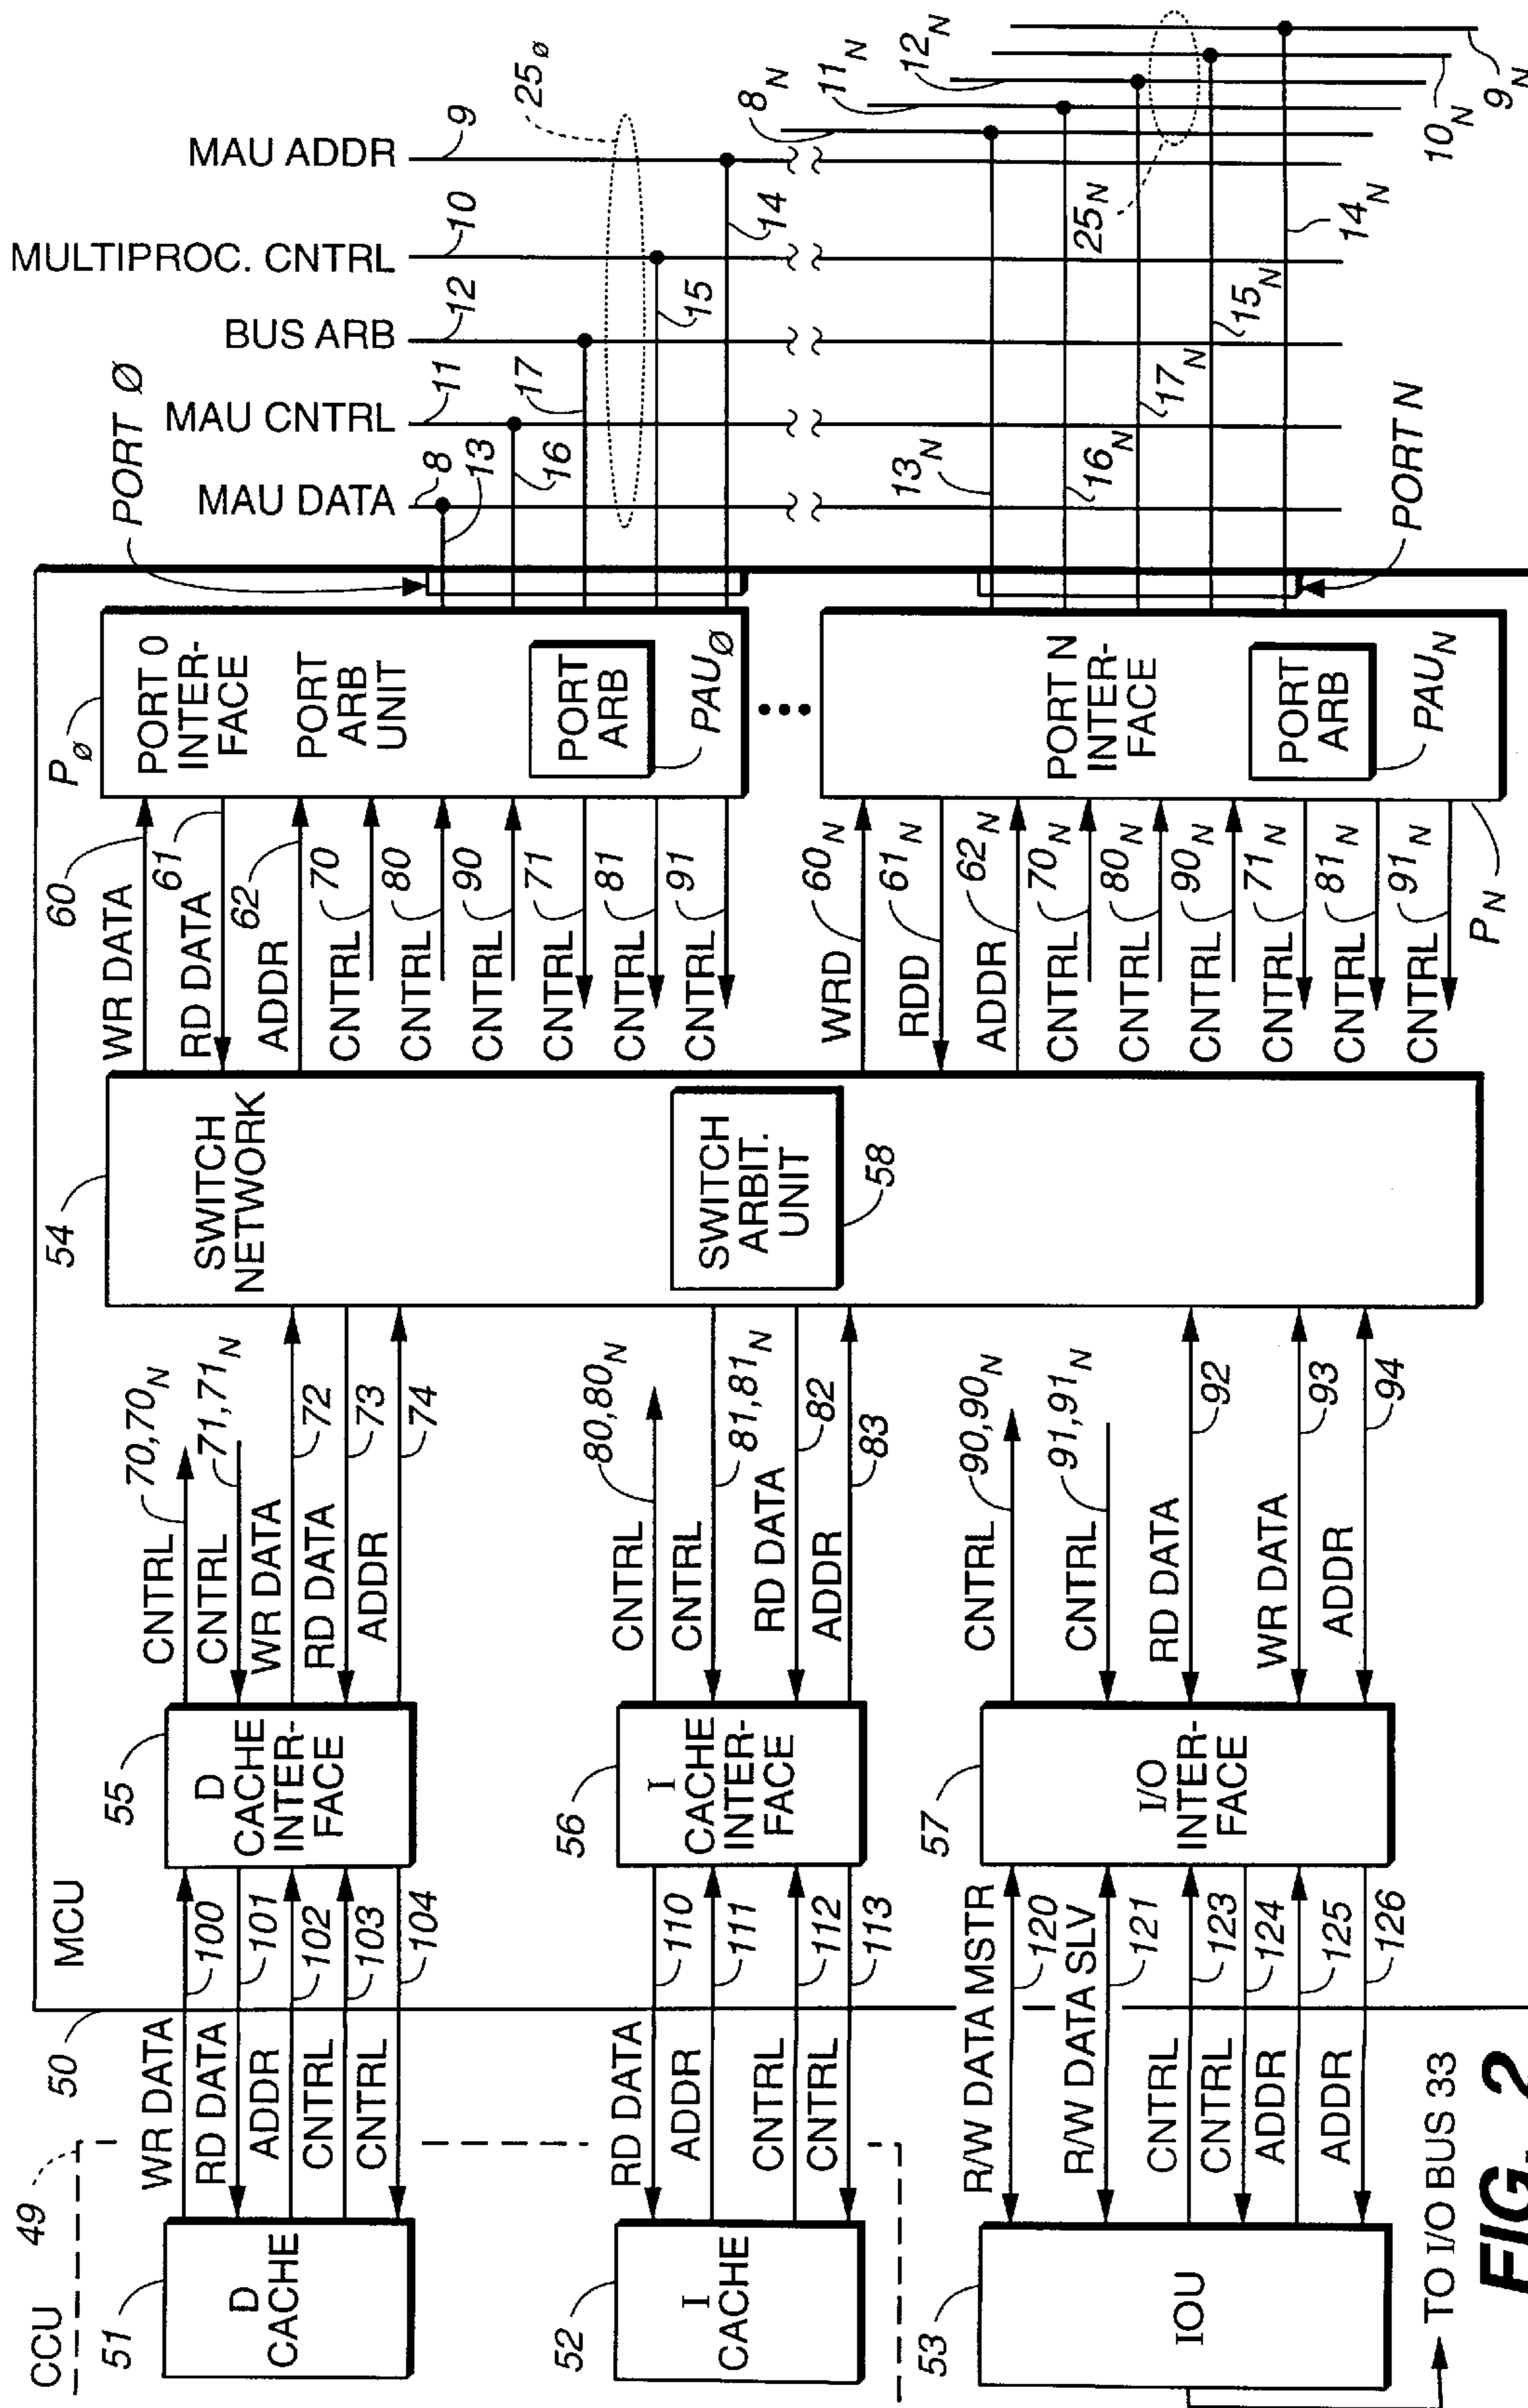 CCU
49
50
MCU
51
D
CACHE
52
I
CACHE
53
IOU
TO I/O BUS 33
WR DATA
100
RD DATA
101
ADDR
102
CNTRL
103
CNTRL
104
RD DATA
110
ADDR
111
CNTRL
112
CNTRL
113
R/W DATA MSTR
120
R/W DATA SLV
121
CNTRL
123
CNTRL
124
ADDR
125
ADDR
126
55
D
CACHE
INTER-
FACE
56
I
CACHE
INTER-
FACE
57
I/O
INTER-
FACE
CNTRL
70,70N
CNTRL
71,71N
WR DATA
72
RD DATA
73
ADDR
74
CNTRL
80,80N
CNTRL
81,81N
RD DATA
82
ADDR
83
CNTRL
90,90N
CNTRL
91,91N
RD DATA
92
WR DATA
93
ADDR
94
54
SWITCH
NETWORK
SWITCH
ARBIT.
UNIT
58
WR DATA
60
RD DATA
61
ADDR
62
CNTRL
70
CNTRL
80
CNTRL
90
CNTRL
71
CNTRL
81
CNTRL
91
WRD
60N
RDD
61N
ADDR
62N
CNTRL
70N
CNTRL
80N
CNTRL
90N
CNTRL
71N
CNTRL
81N
CNTRL
91N
PØ
PORT 0
INTER-
FACE
PORT
ARB
UNIT
PORT
ARB
PAUØ
PORT N
INTER-
FACE
PORT
ARB
PAUN
PN
PORT Ø
PORT N
MAU DATA
8
13
MAU CNTRL
11
16
BUS ARB
12
17
MULTIPROC. CNTRL
10
15
MAU ADDR
9
14
25Ø
8N
11N
12N
13N
16N
17N
15N
14N
25N
10N
9N
FIG. 2